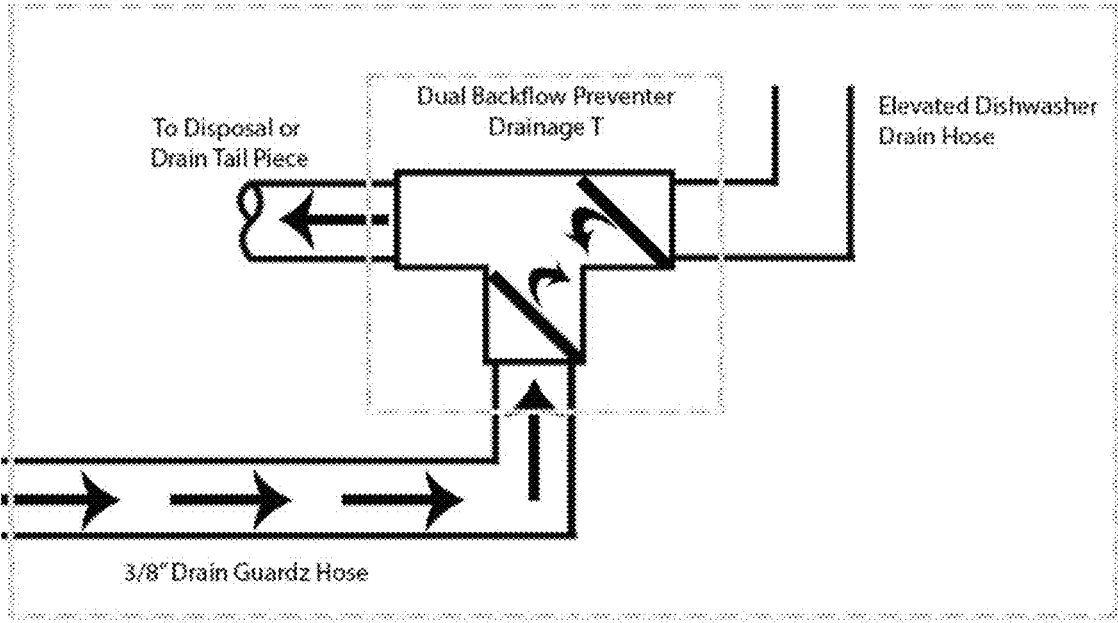 Dual Backflow Preventer
Drainage T
To Disposal or
Drain Tail Piece
Elevated Dishwasher
Drain Hose
3/8" Drain Guardz Hose